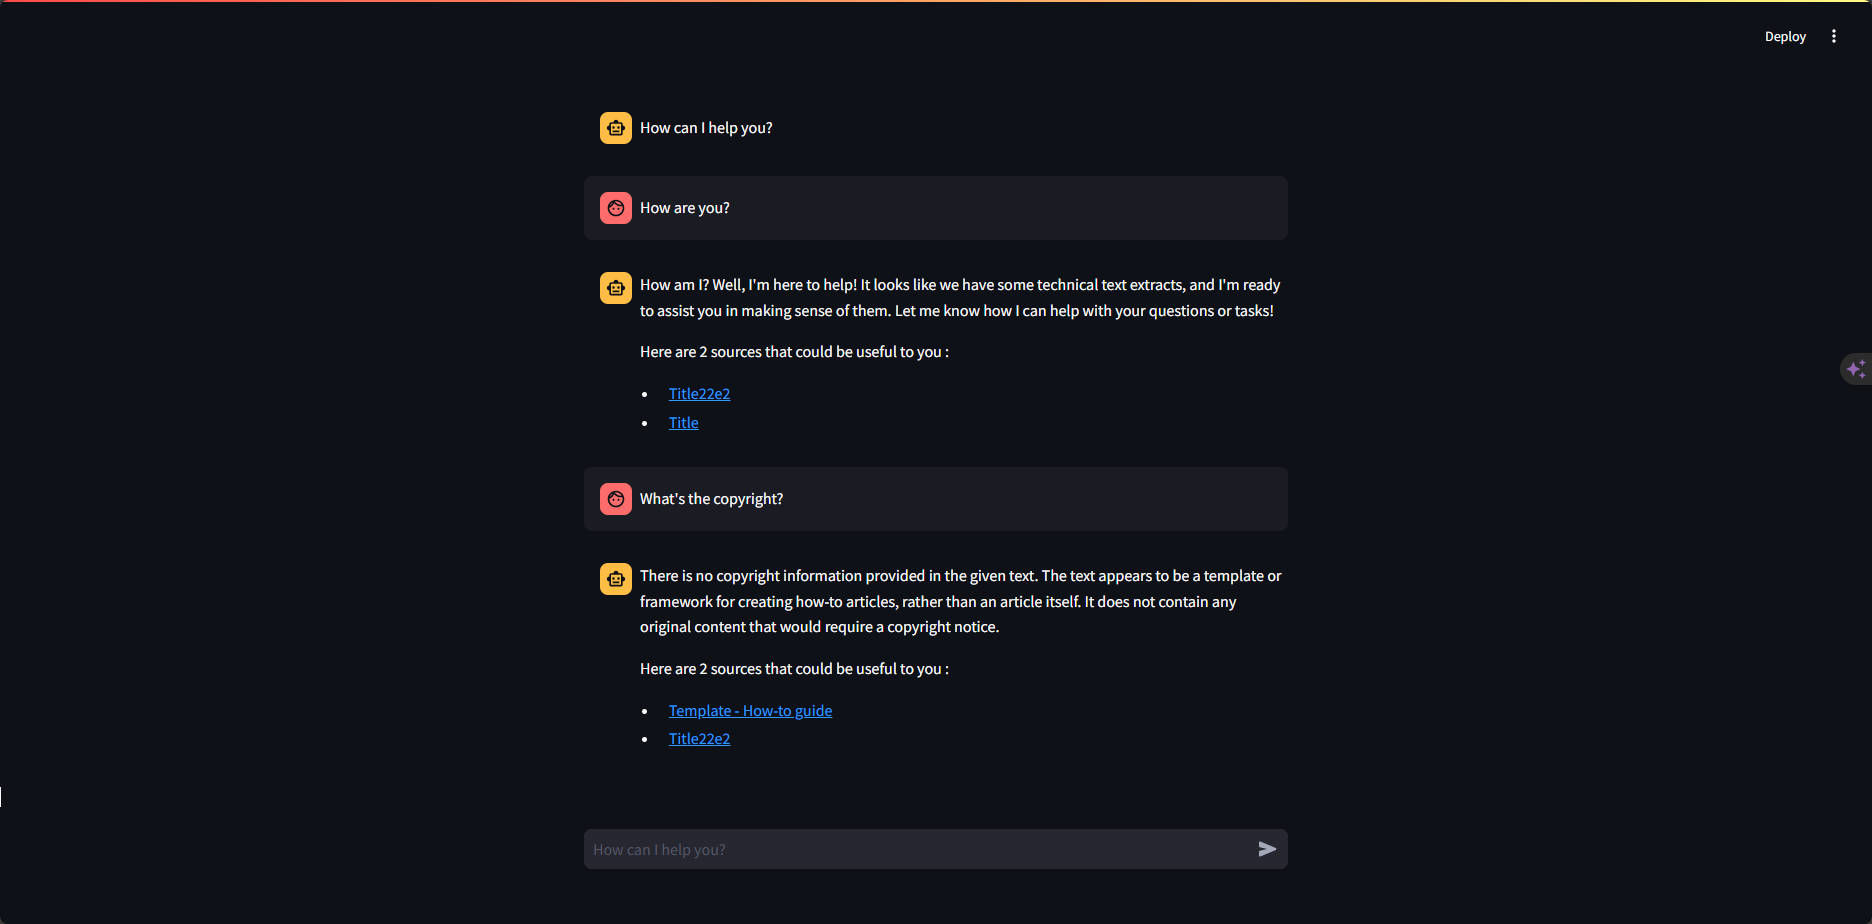 Deploy
How can I help you?
How are you?
How am I? Well, I'm here to help! It looks like we have some technical text extracts, and I'm ready
to assist you in making sense of them. Let me know how I can help with your questions or tasks!
Here are 2 sources that could be useful to you :
Title22e2
Title
What's the copyright?
There is no copyright information provided in the given text. The text appears to be a template or
framework for creating how-to articles, rather than an article itself. It does not contain any
original content that would require a copyright notice.
Here are 2 sources that could be useful to you :
Template - How-to guide
Title22e2
How can I help you?